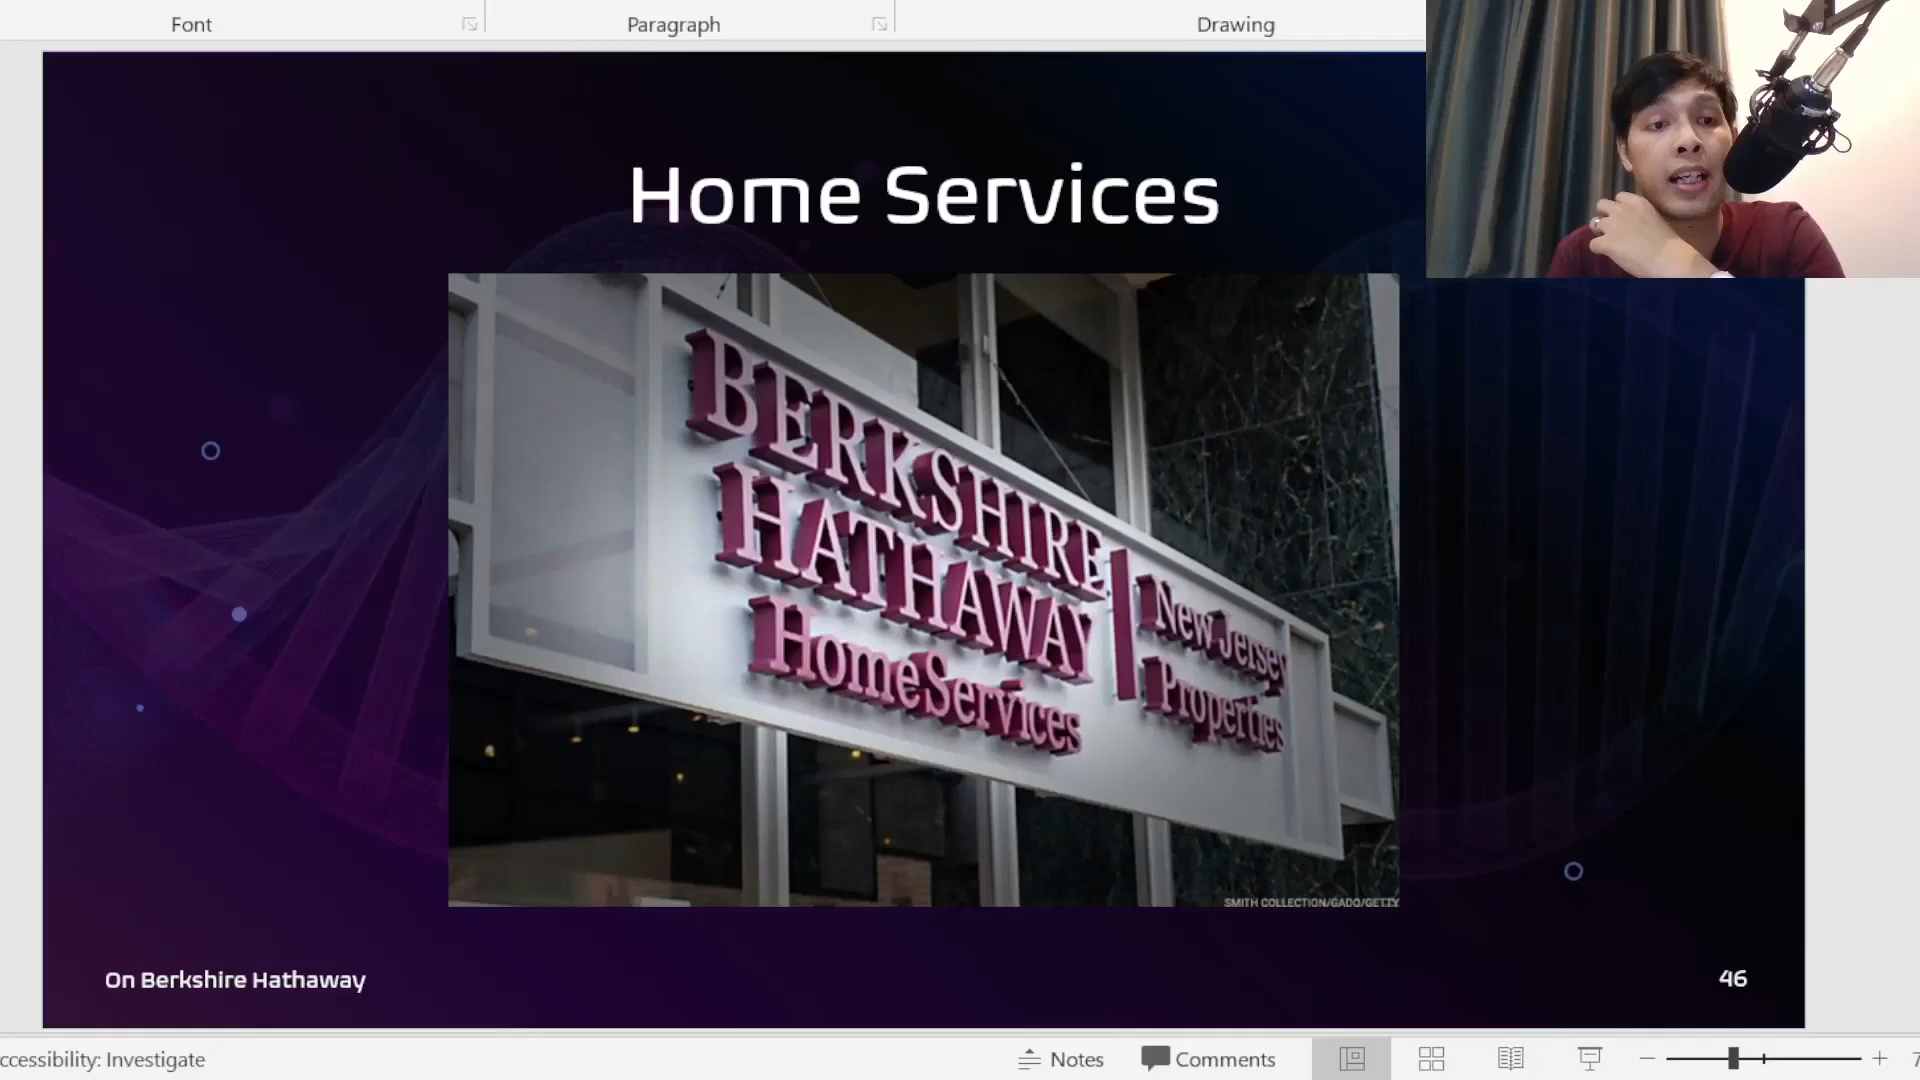 Font
Paragraph
Drawing
Home Services
BERKSHIRE
HATHAWAY
HomeServices
New Jersey
Properties
SMITH COLLECTION/GADO/GETTY
On Berkshire Hathaway
46
ccessibility: Investigate
Notes
Comments
7